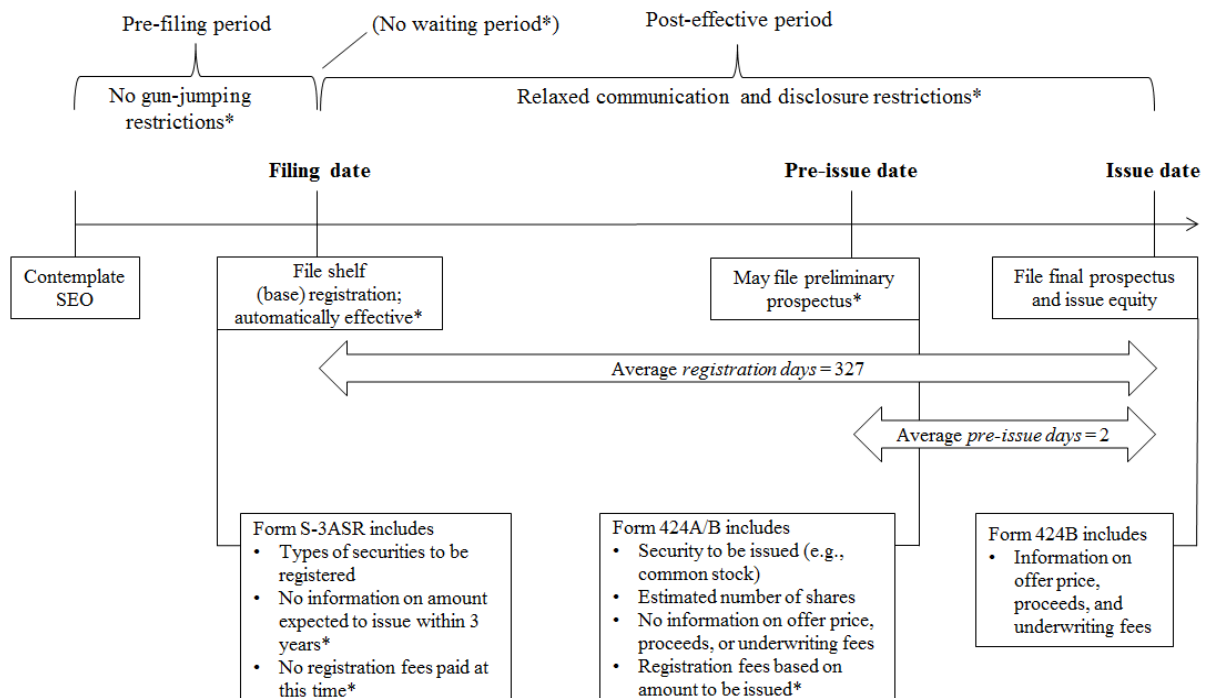 Pre-filing period
(No waiting period*)
Post-effective period
No gun-jumping
restrictions*
Relaxed communication and disclosure restrictions*
Filing date
Pre-issue date
Issue date
Contemplate
SEO
File shelf
(base) registration;
automatically effective*
May file preliminary
prospectus*
File final prospectus
and issue equity
Average registration days = 327
Average pre-issue days = 2
Form S-3ASR includes
• Types of securities to be
registered
• No information on amount
expected to issue within 3
years*
• No registration fees paid at
this time*
Form 424A/B includes
• Security to be issued (e.g.,
common stock)
• Estimated number of shares
• No information on offer price,
proceeds, or underwriting fees
• Registration fees based on
amount to be issued*
Form 424B includes
• Information on
offer price,
proceeds, and
underwriting fees